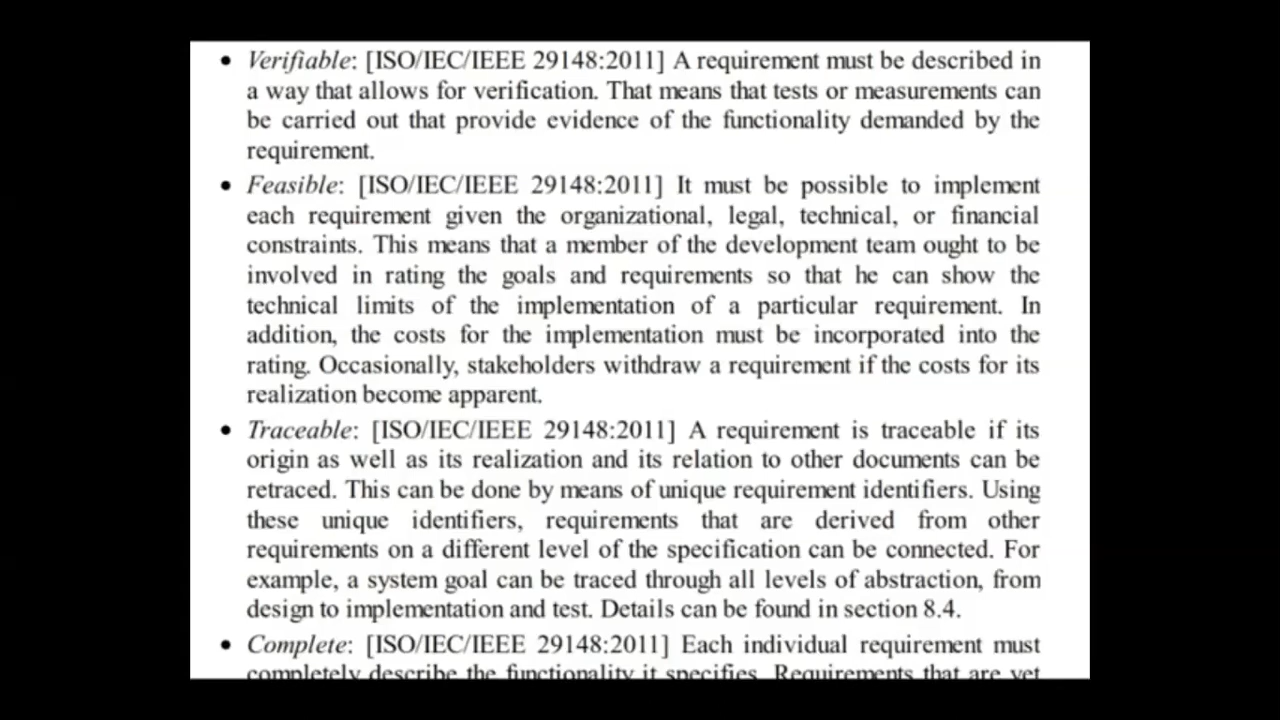 • Verifiable: [ISO/IEC/IEEE 29148:2011] A requirement must be described in
a way that allows for verification. That means that tests or measurements can
be carried out that provide evidence of the functionality demanded by the
requirement.
• Feasible: [ISO/IEC/IEEE 29148:2011] It must be possible to implement
each requirement given the organizational, legal, technical, or financial
constraints. This means that a member of the development team ought to be
involved in rating the goals and requirements so that he can show the
technical limits of the implementation of a particular requirement. In
addition, the costs for the implementation must be incorporated into the
rating. Occasionally, stakeholders withdraw a requirement if the costs for its
realization become apparent.
• Traceable: [ISO/IEC/IEEE 29148:2011] A requirement is traceable if its
origin as well as its realization and its relation to other documents can be
retraced. This can be done by means of unique requirement identifiers. Using
these unique identifiers, requirements that are derived from other
requirements on a different level of the specification can be connected. For
example, a system goal can be traced through all levels of abstraction, from
design to implementation and test. Details can be found in section 8.4.
• Complete: [ISO/IEC/IEEE 29148:2011] Each individual requirement must
completely describe the functionality it specifies. Requirements that are yet